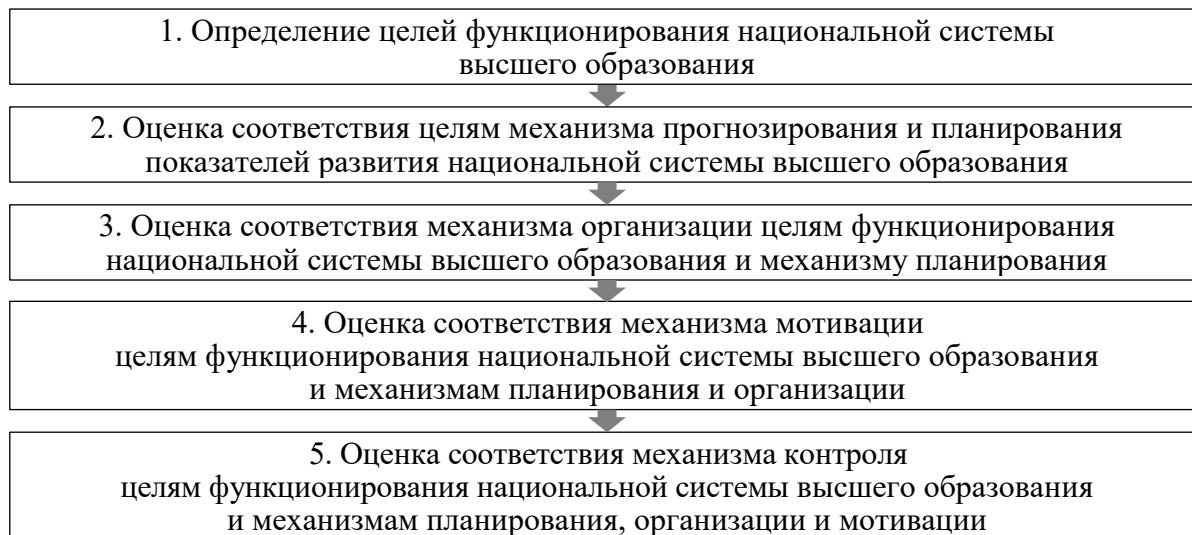 1. Определение целей функционирования национальной системы
высшего образования
2. Оценка соответствия целям механизма прогнозирования и планирования
показателей развития национальной системы высшего образования
3. Оценка соответствия механизма организации целям функционирования
национальной системы высшего образования и механизму планирования
4. Оценка соответствия механизма мотивации
целям функционирования национальной системы высшего образования
и механизмам планирования и организации
5. Оценка соответствия механизма контроля
целям функционирования национальной системы высшего образования
и механизмам планирования, организации и мотивации